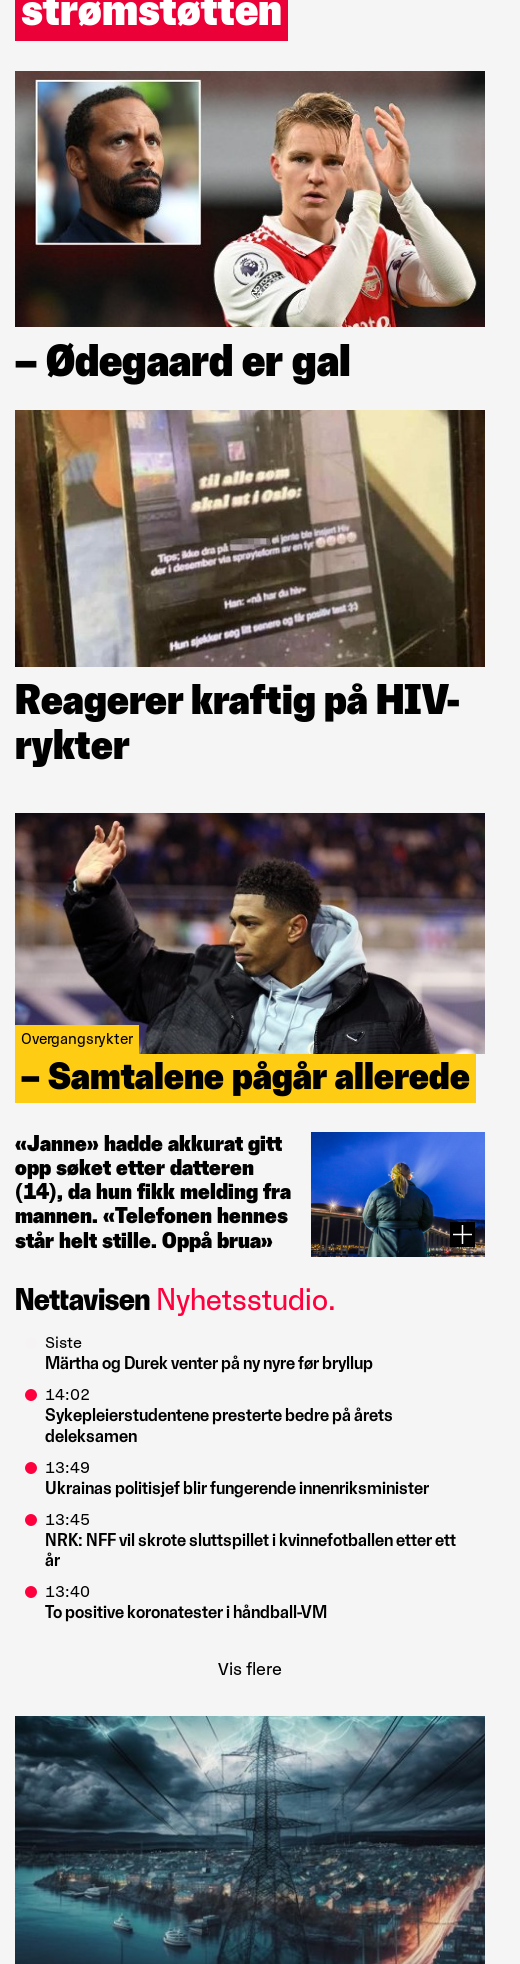 strømstøtten
– Ødegaard er gal
til alle som
skal ut i Oslo:
Tips; ikke dra på ei jente ble injert Hiv
der i desember via sprøyteform av en fyr
Han: «nå har du hiv»
Hun sjekker seg litt senere og får positiv test :):)
Reagerer kraftig på HIV-
rykter
Overgangsrykter
– Samtalene pågår allerede
«Janne» hadde akkurat gitt
opp søket etter datteren
(14), da hun fikk melding fra
mannen. «Telefonen hennes
står helt stille. Oppå brua»
Nettavisen Nyhetsstudio.
Siste
Märtha og Durek venter på ny nyre før bryllup
14:02
Sykepleierstudentene presterte bedre på årets
deleksamen
13:49
Ukrainas politisjef blir fungerende innenriksminister
13:45
NRK: NFF vil skrote sluttspillet i kvinnefotballen etter ett
år
13:40
To positive koronatester i håndball-VM
Vis flere